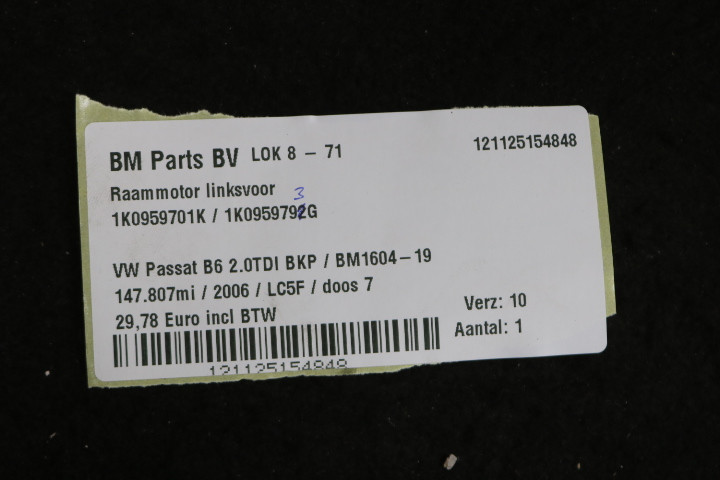 BM Parts BV LOK 8 - 71
121125154848
Raammotor linksvoor
3
1K0959701K / 1K0959792G
VW Passat B6 2.0TDI BKP / BM1604-19
147.807mi / 2006 / LC5F / doos 7
Verz: 10
29,78 Euro incl BTW
Aantal: 1
121125154848